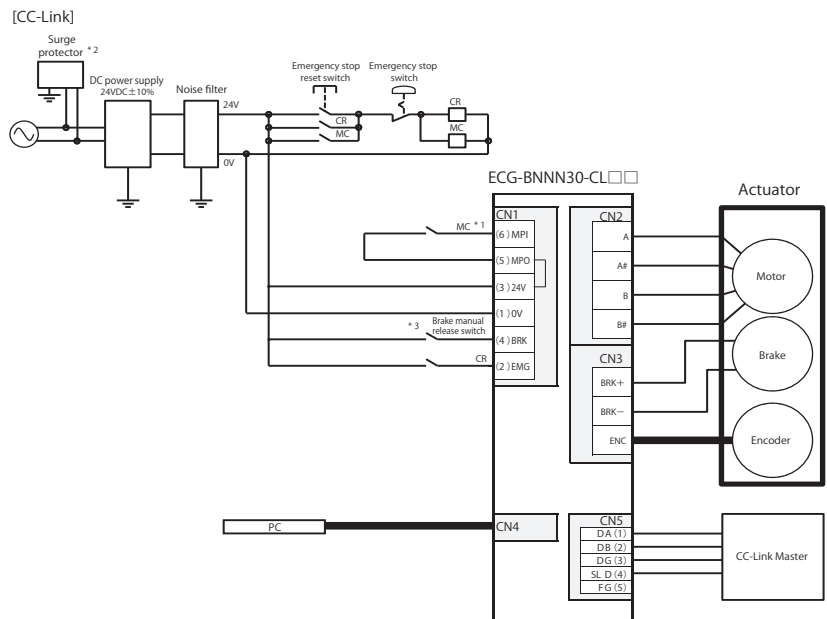 [CC-Link]
Surge
protector *2
DC power supply
24VDC±10%
Noise filter
24V
0V
Emergency stop
reset switch
Emergency stop
switch
CR
MC
CR
MC
ECG-BNNN30-CL□□
Actuator
CN1
MC *1
(6) MPI
(5) MPO
(3) 24V
(1) 0V
*3
Brake manual
release switch
(4) BRK
CR
(2) EMG
CN2
A
A#
B
B#
CN3
BRK+
BRK−
ENC
Motor
Brake
Encoder
PC
CN4
CN5
DA (1)
DB (2)
DG (3)
SL D (4)
FG (5)
CC-Link Master